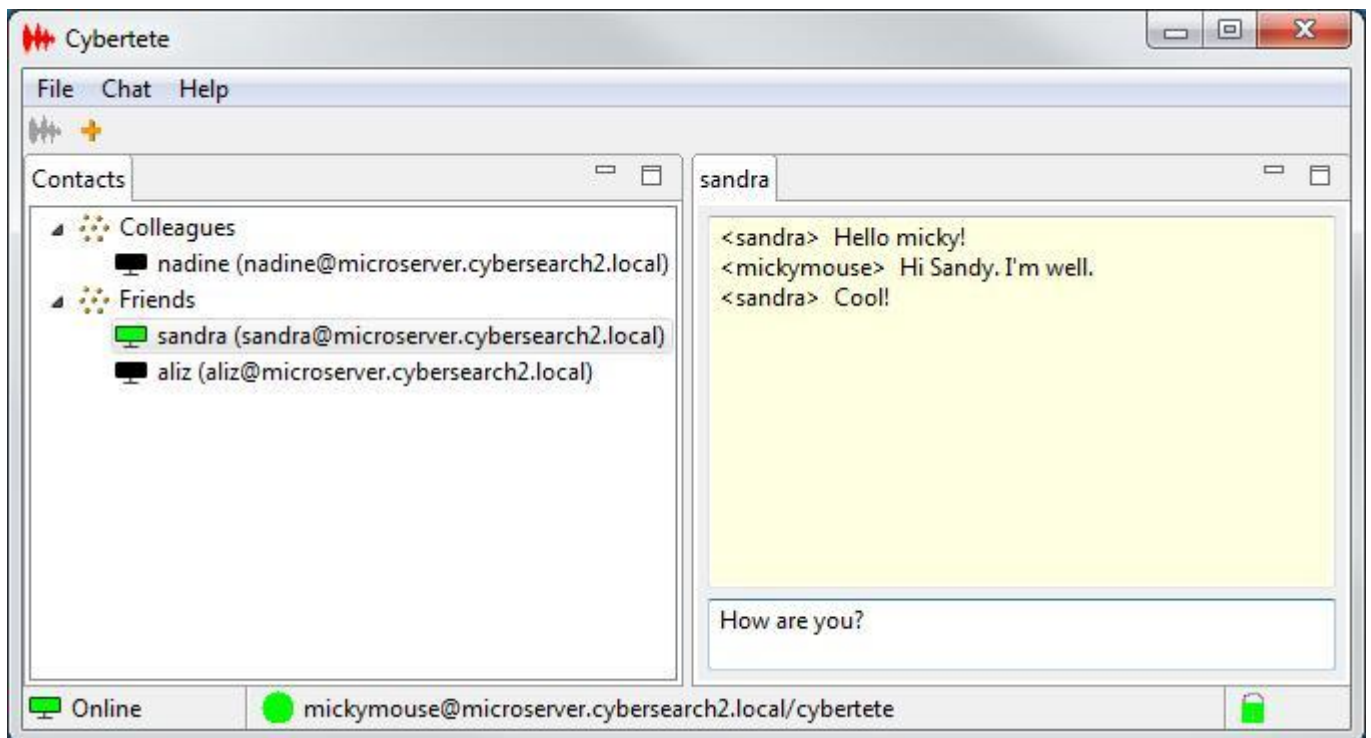 Cybertete
File Chat Help
Contacts
Colleagues
nadine (nadine@microserver.cybersearch2.local)
Friends
sandra (sandra@microserver.cybersearch2.local)
aliz (aliz@microserver.cybersearch2.local)
sandra
<sandra> Hello micky!
<mickymouse> Hi Sandy. I'm well.
<sandra> Cool!
How are you?
Online
mickymouse@microserver.cybersearch2.local/cybertete